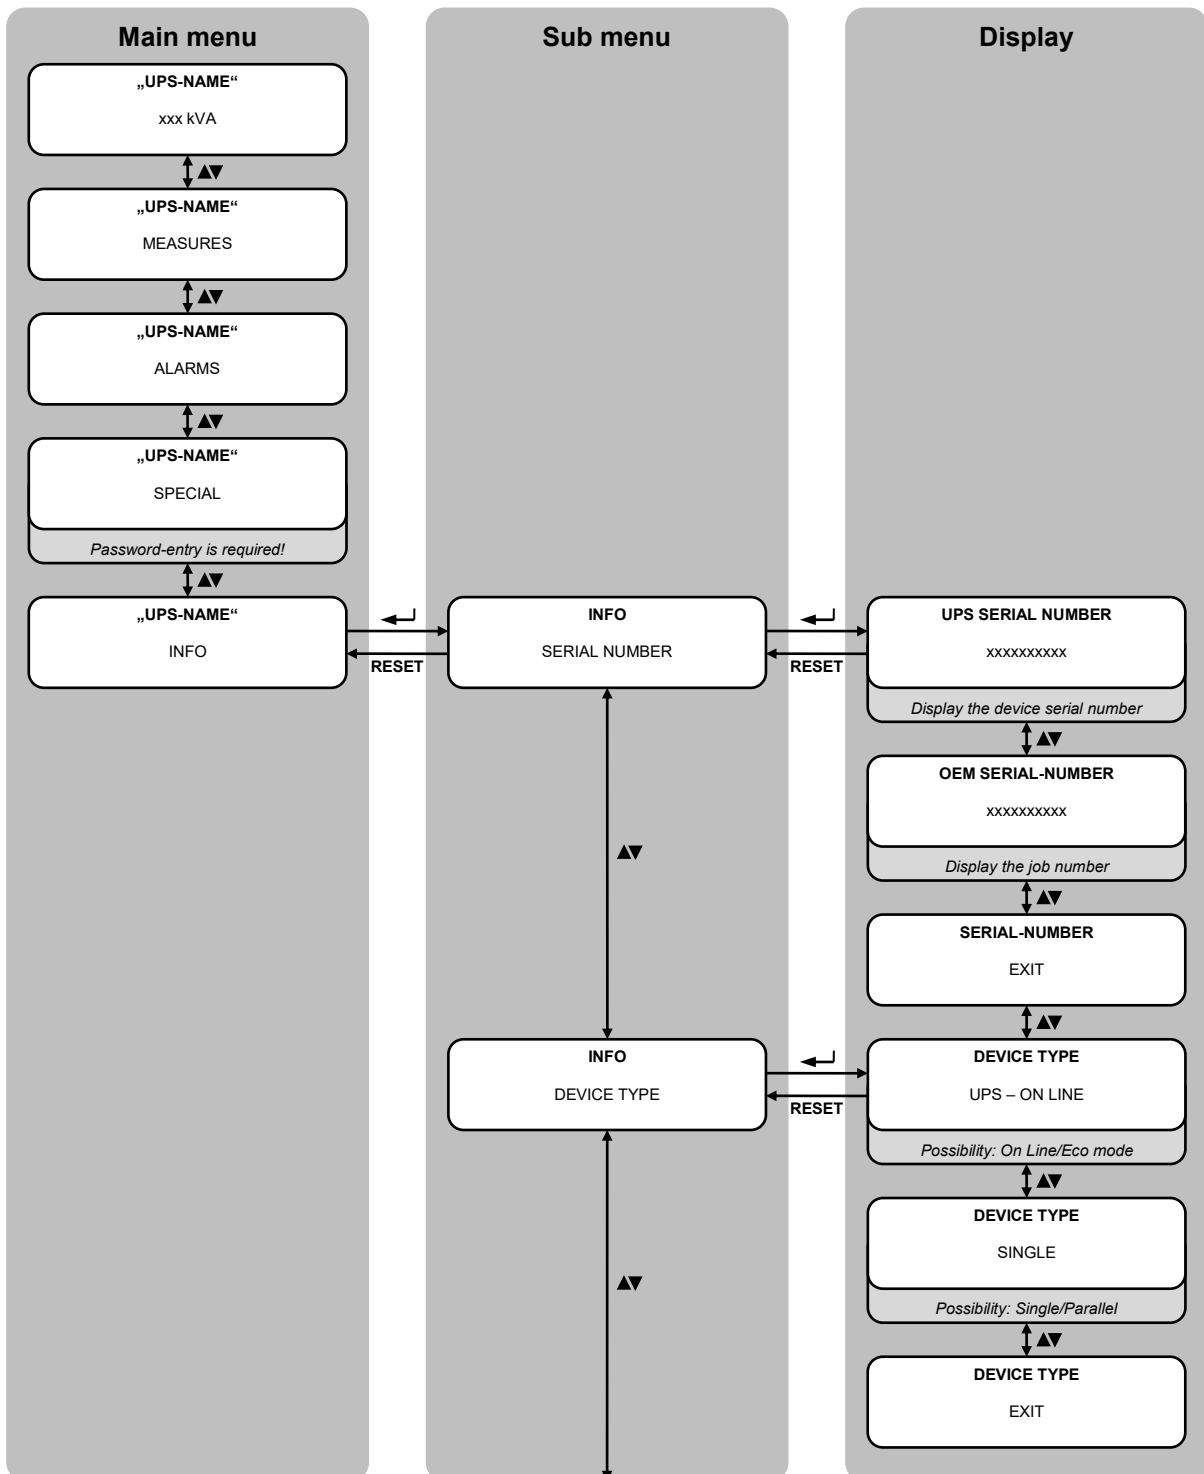 Main menu
„UPS-NAME“
xxx kVA
▲▼
„UPS-NAME“
MEASURES
▲▼
„UPS-NAME“
ALARMS
▲▼
„UPS-NAME“
SPECIAL
Password-entry is required!
▲▼
„UPS-NAME“
INFO
RESET
Sub menu
INFO
SERIAL NUMBER
RESET
▲▼
INFO
DEVICE TYPE
RESET
▲▼
Display
UPS SERIAL NUMBER
xxxxxxxxxx
Display the device serial number
▲▼
OEM SERIAL-NUMBER
xxxxxxxxxx
Display the job number
▲▼
SERIAL-NUMBER
EXIT
▲▼
DEVICE TYPE
UPS – ON LINE
Possibility: On Line/Eco mode
▲▼
DEVICE TYPE
SINGLE
Possibility: Single/Parallel
▲▼
DEVICE TYPE
EXIT